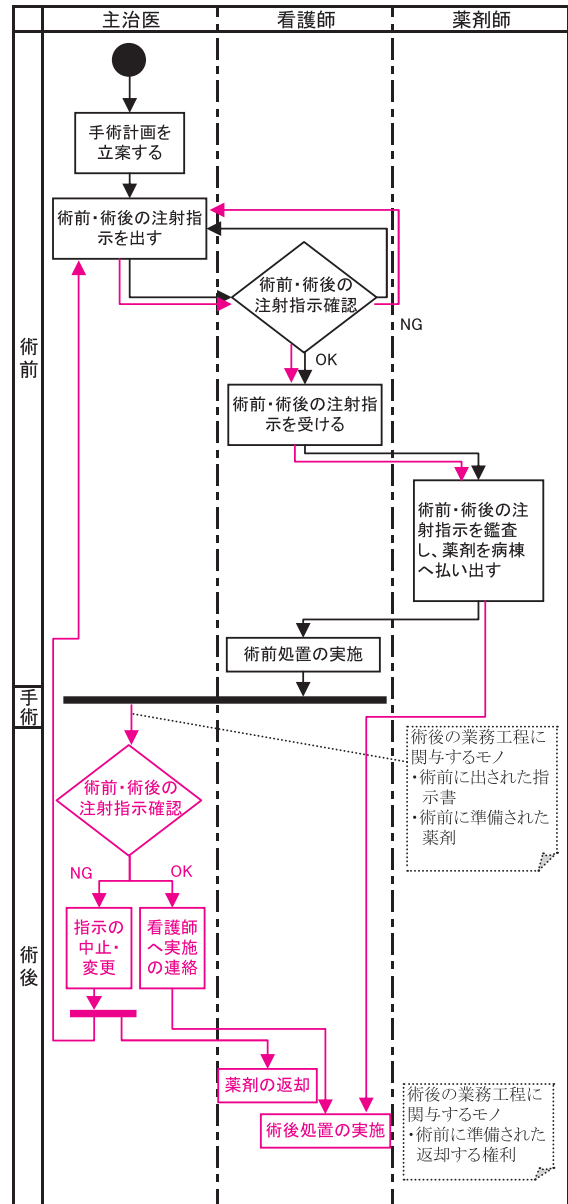 主治医
看護師
薬剤師
術前
手術計画を
立案する
術前・術後の注射指
示を出す
術前・術後の
注射指示確認
NG
OK
術前・術後の注射指
示を受ける
術前・術後の注
射指示を鑑査
し、薬剤を病棟
へ払い出す
術前処置の実施
手術
術後
術後の業務工程に
関与するモノ
・術前に出された指
示書
・術前に準備された
薬剤
術前・術後の
注射指示確認
NG
OK
指示の
中止・
変更
看護師
へ実施
の連絡
薬剤の返却
術後処置の実施
術後の業務工程に
関与するモノ
・術前に準備された
返却する権利